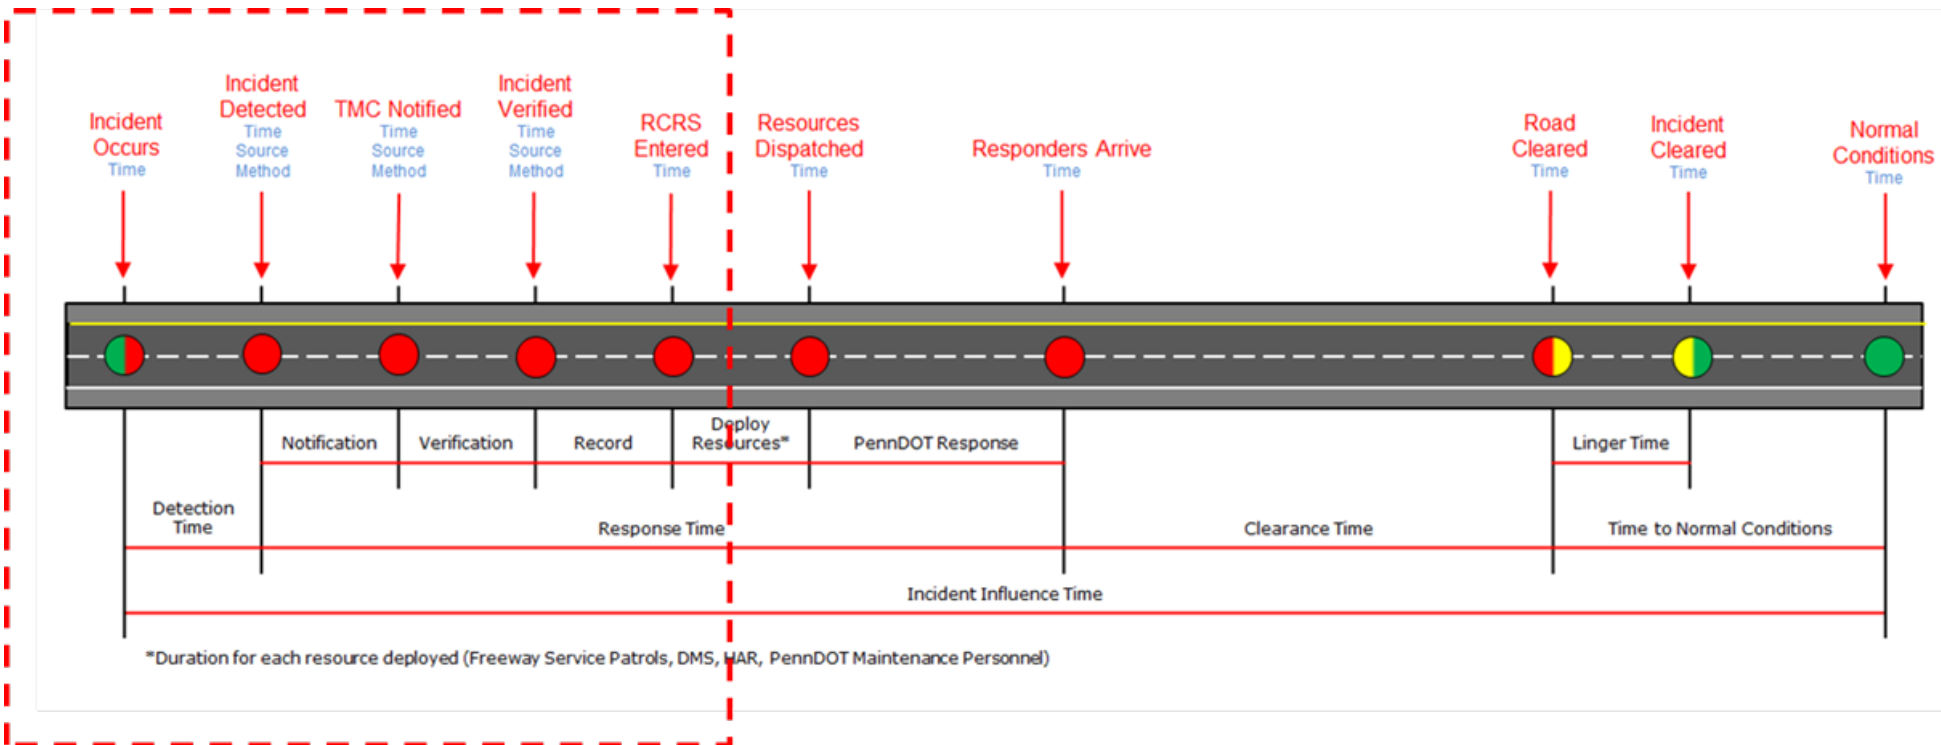 Incident
Occurs
Time
Incident
Detected
Time
Source
Method
TMC Notified
Time
Source
Method
Incident
Verified
Time
Source
Method
RCRS
Entered
Time
Resources
Dispatched
Time
Responders Arrive
Time
Road
Cleared
Time
Incident
Cleared
Time
Normal
Conditions
Time
Notification
Verification
Record
Deploy
Resources*
PennDOT Response
Linger Time
Detection
Time
Response Time
Clearance Time
Time to Normal Conditions
Incident Influence Time
*Duration for each resource deployed (Freeway Service Patrols, DMS, HAR, PennDOT Maintenance Personnel)